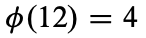 ϕ(12) = 4